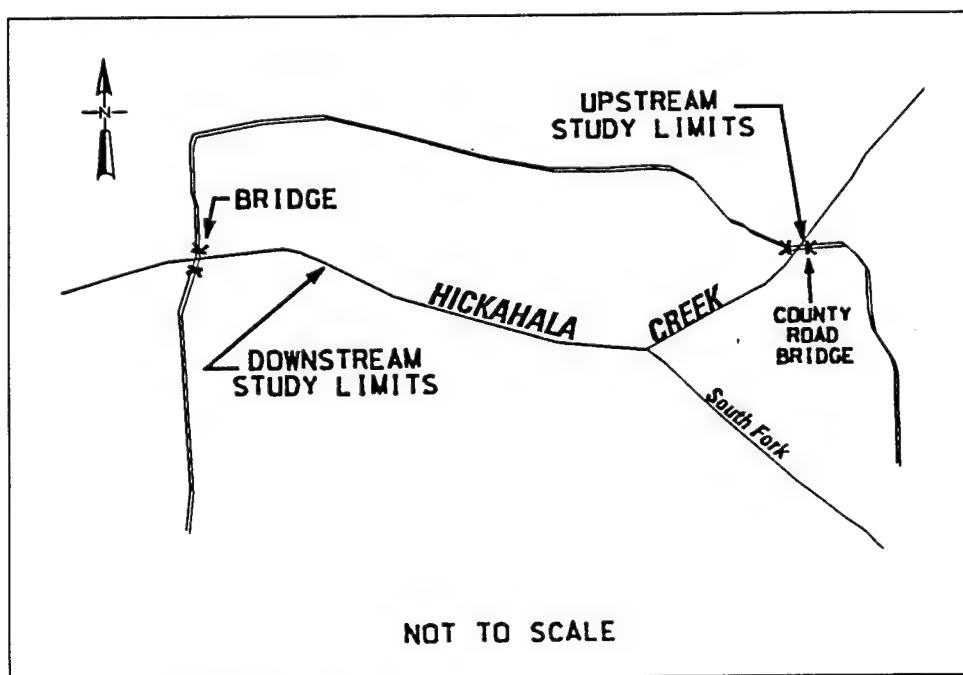 N
UPSTREAM
STUDY LIMITS
BRIDGE
HICKAHALA
CREEK
COUNTY
ROAD
BRIDGE
DOWNSTREAM
STUDY LIMITS
South Fork
NOT TO SCALE